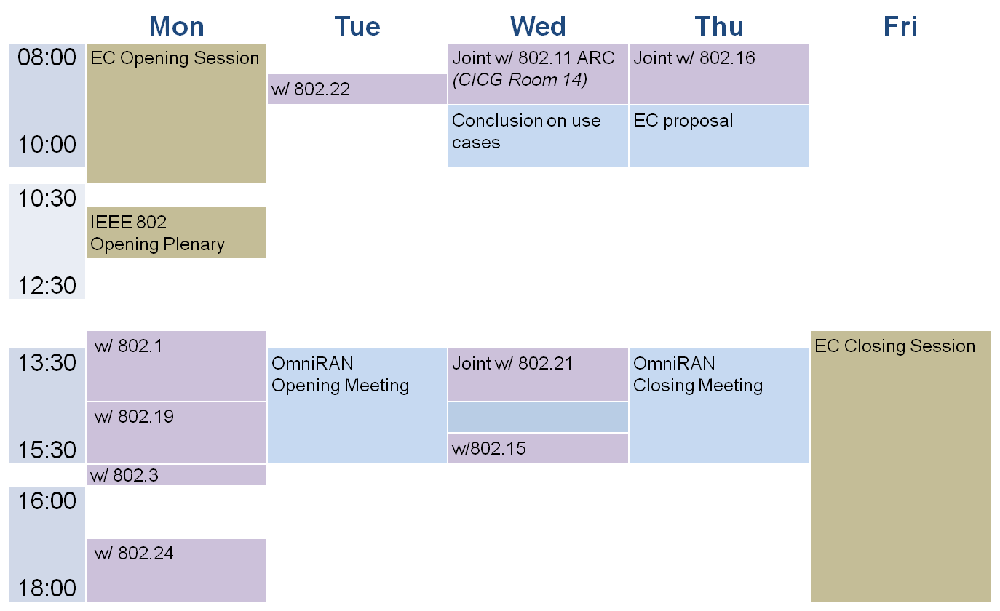 Mon Tue Wed Thu Fri
08:00
EC Opening Session
Joint w/ 802.11 ARC
(CICG Room 14)
Joint w/ 802.16
w/ 802.22
Conclusion on use
cases
EC proposal
10:00
10:30
IEEE 802
Opening Plenary
12:30
w/ 802.1
EC Closing Session
13:30
OmniRAN
Opening Meeting
Joint w/ 802.21
OmniRAN
Closing Meeting
w/ 802.19
15:30
w/802.15
w/ 802.3
16:00
w/ 802.24
18:00